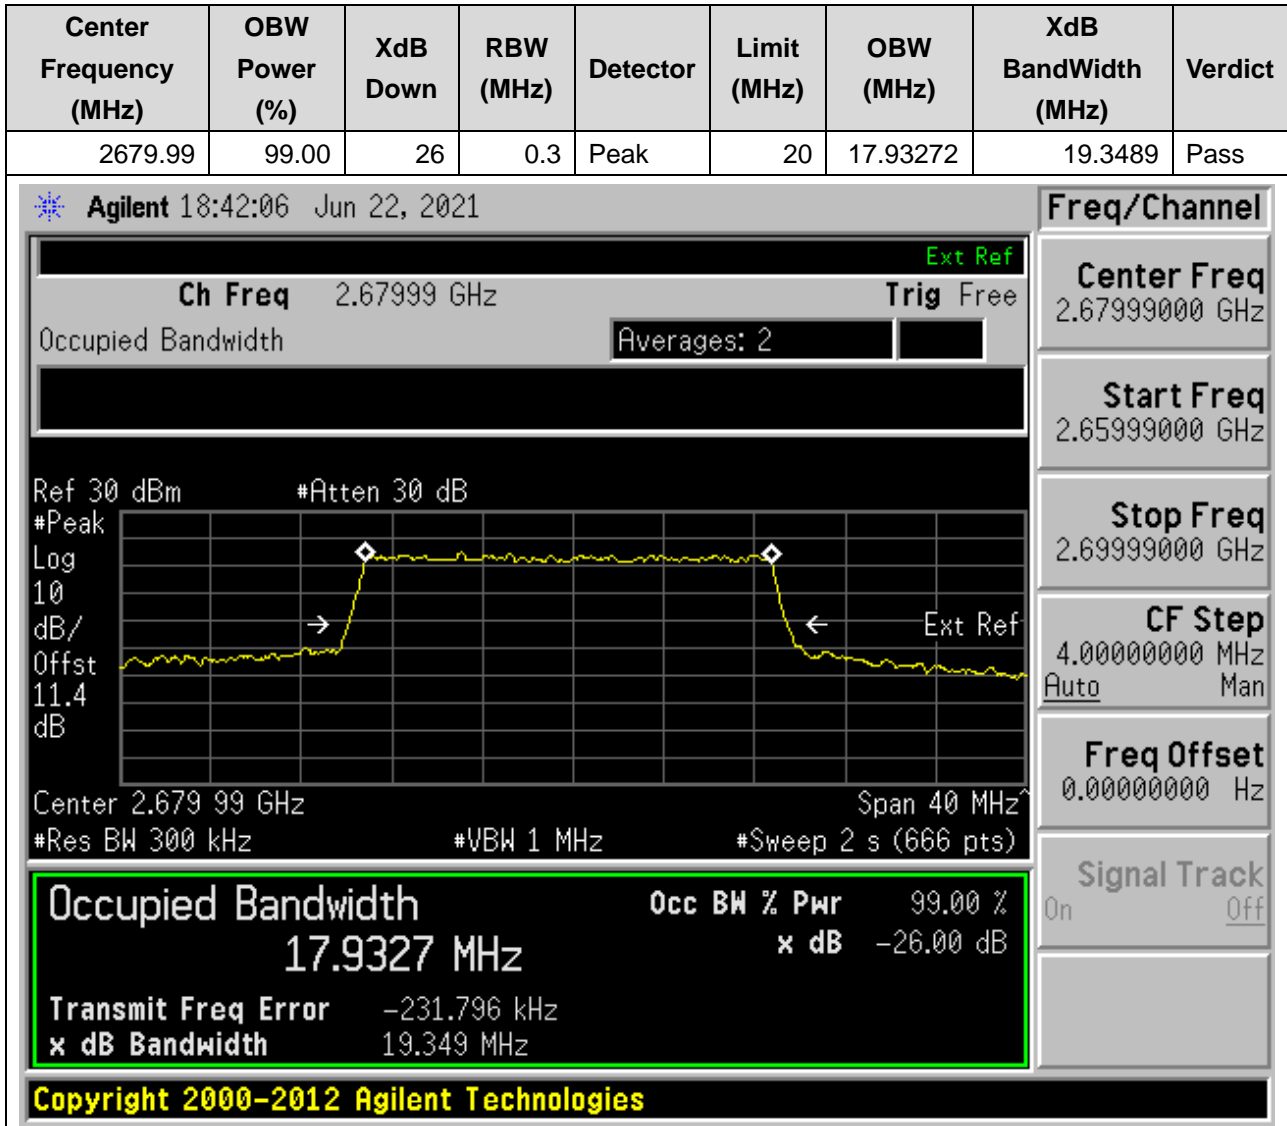 Center Frequency (MHz) OBW Power (%) XdB Down RBW (MHz) Detector Limit (MHz) OBW (MHz) XdB BandWidth (MHz) Verdict
2679.99 99.00 26 0.3 Peak 20 17.93272 19.3489 Pass
Agilent 18:42:06 Jun 22, 2021
Freq/Channel
Ext Ref
Ch Freq 2.67999 GHz Trig Free
Occupied Bandwidth Averages: 2
Center Freq
2.67999000 GHz
Start Freq
2.65999000 GHz
Stop Freq
2.69999000 GHz
CF Step
4.00000000 MHz
Auto Man
Freq Offset
0.00000000 Hz
Signal Track
On Off
Ref 30 dBm #Atten 30 dB
#Peak
Log
10
dB/
Offst
11.4
dB
Ext Ref
Center 2.679 99 GHz Span 40 MHz^
#Res BW 300 kHz #VBW 1 MHz #Sweep 2 s (666 pts)
Occupied Bandwidth
17.9327 MHz
Occ BW % Pwr 99.00 %
x dB -26.00 dB
Transmit Freq Error -231.796 kHz
x dB Bandwidth 19.349 MHz
Copyright 2000-2012 Agilent Technologies